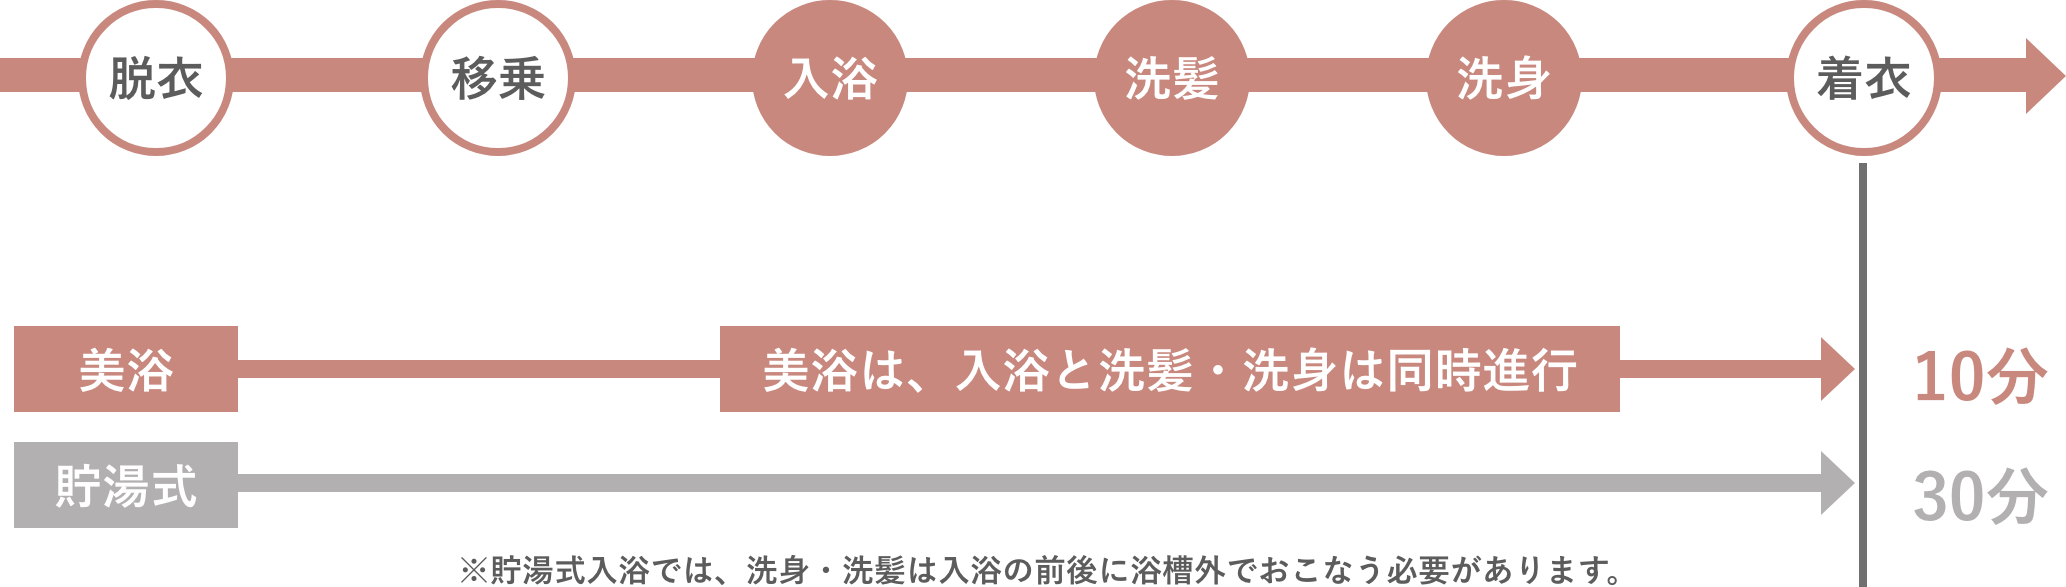 脱衣 移乗 入浴 洗髪 洗身 着衣
美浴 美浴は、入浴と洗髪・洗身は同時進行 10分
貯湯式 30分
※貯湯式入浴では、洗身・洗髪は入浴の前後に浴槽外でおこなう必要があります。